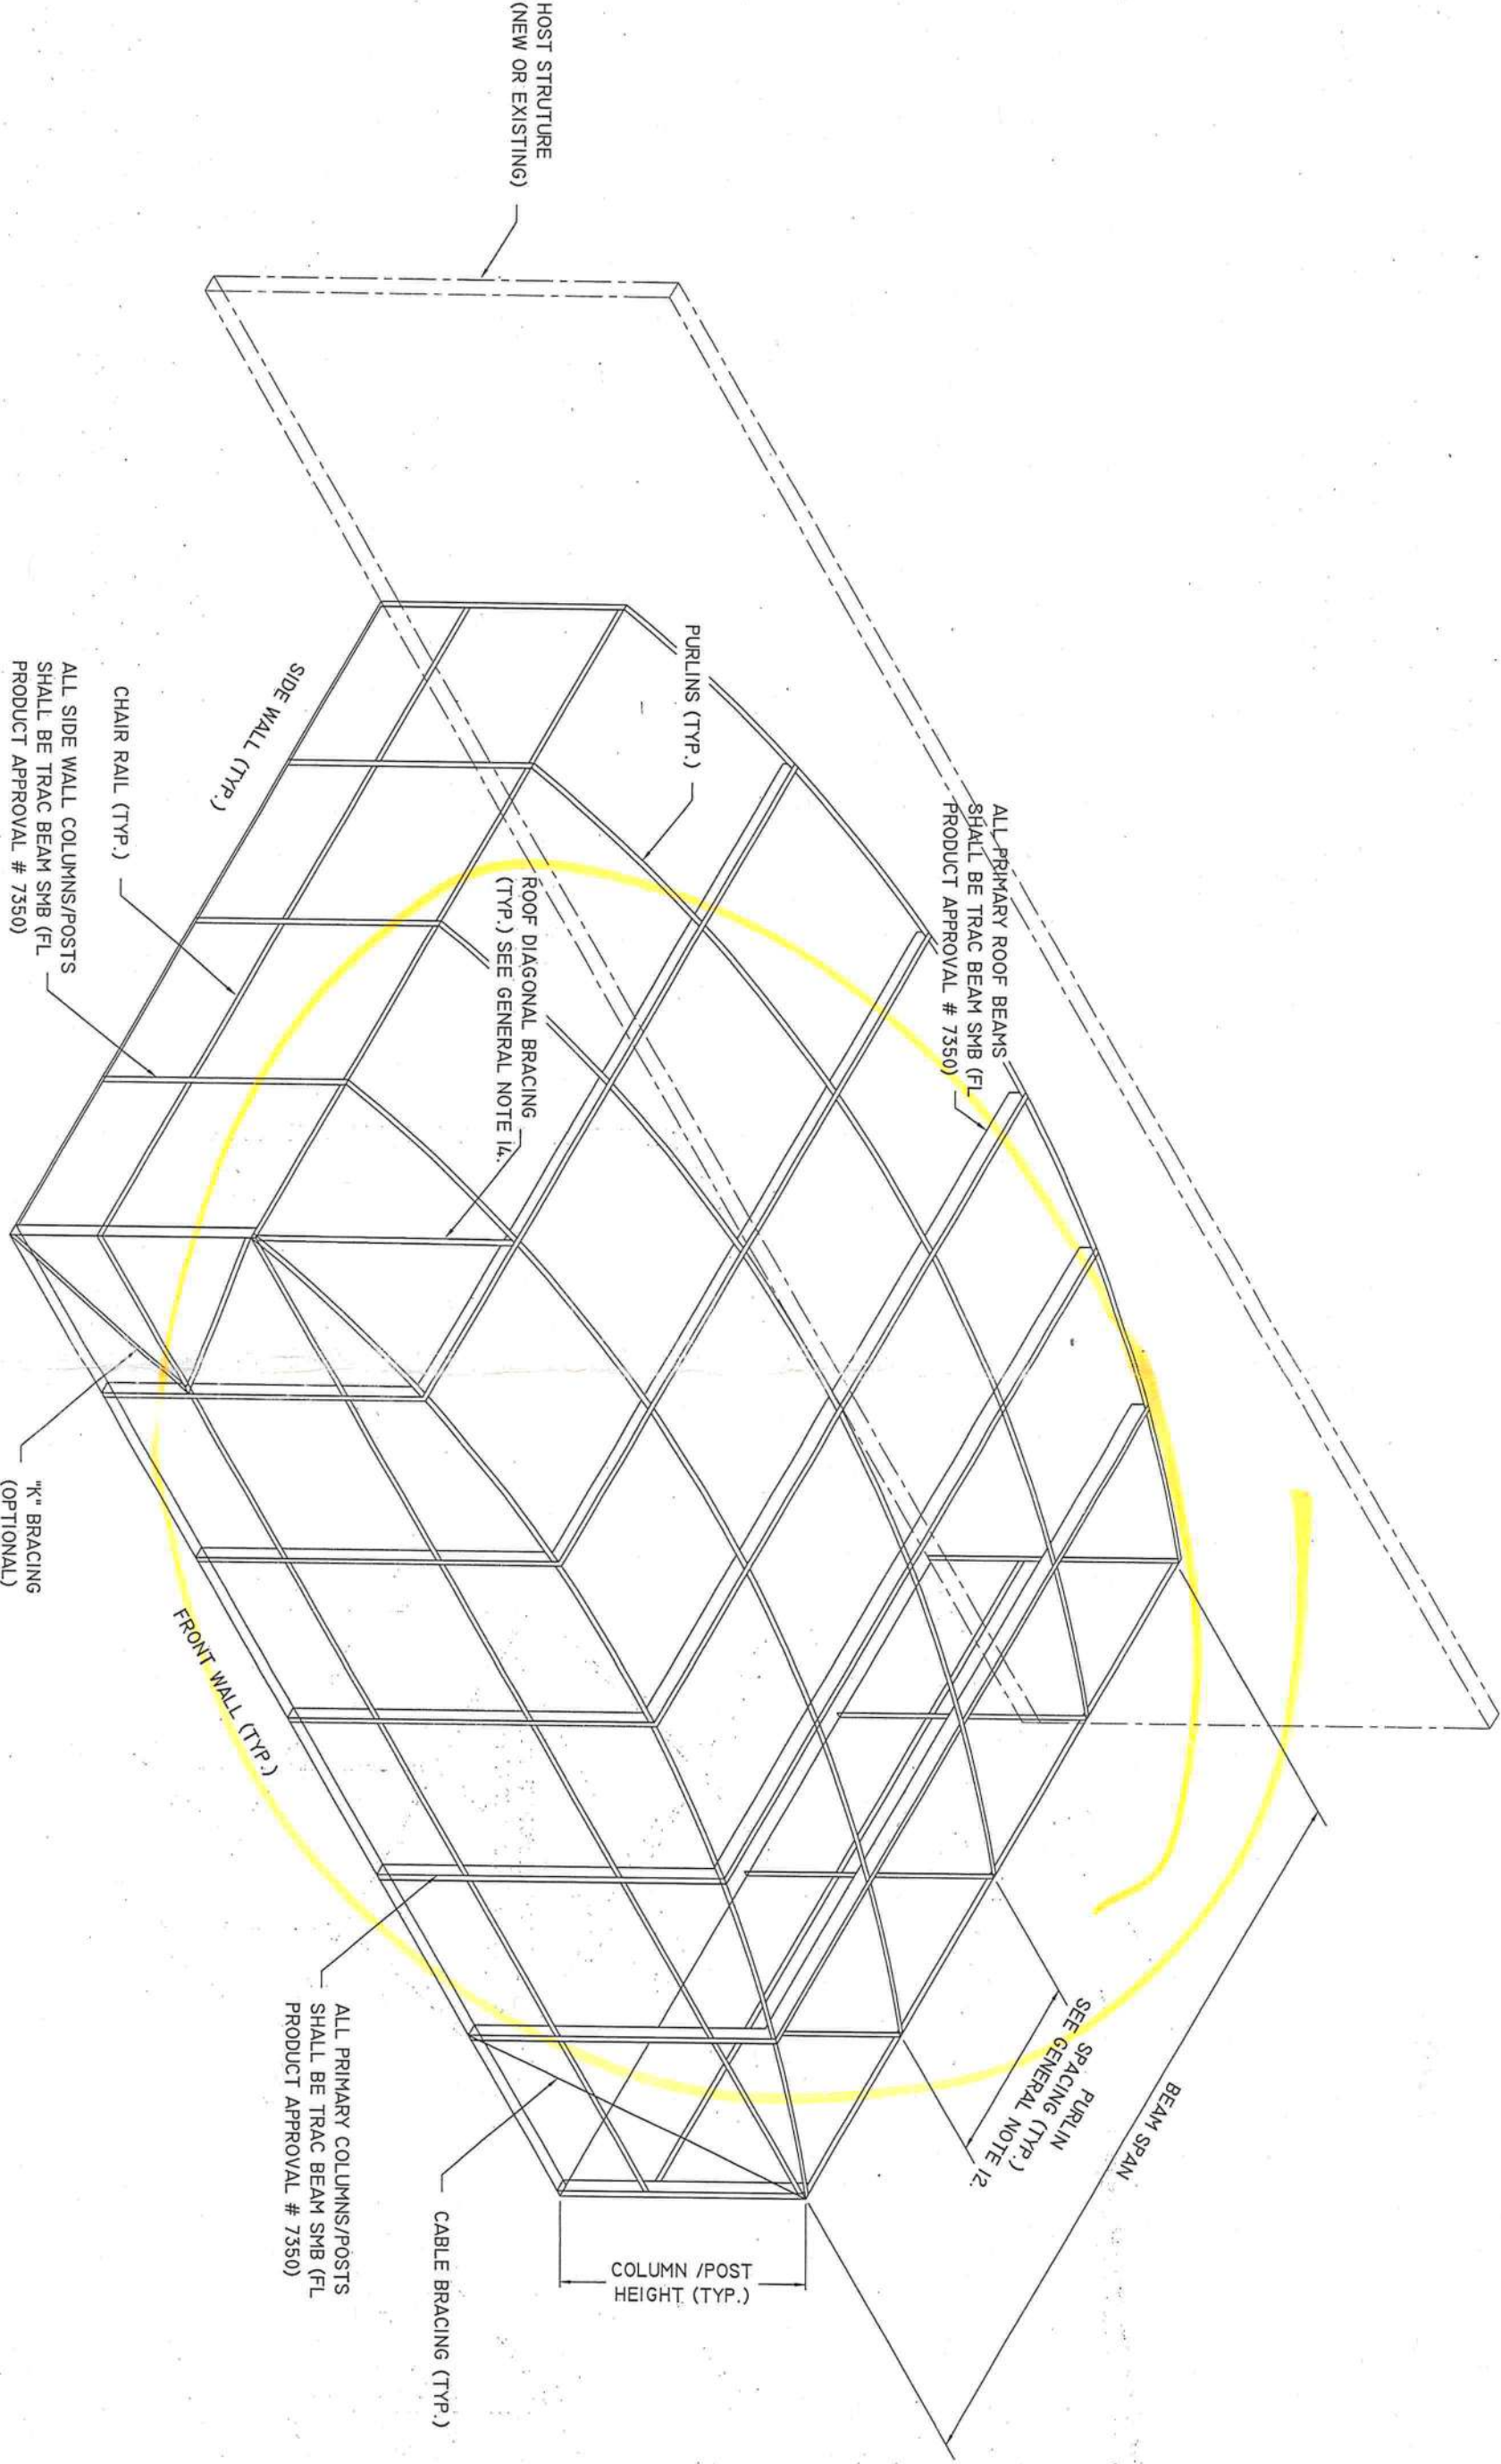 HOST STRUTURE
(NEW OR EXISTING)
PURLINS (TYP.)
ALL PRIMARY ROOF BEAMS
SHALL BE TRAC BEAM SMB (FL
PRODUCT APPROVAL # 7350)
ROOF DIAGONAL BRACING
(TYP.) SEE GENERAL NOTE 14.
SIDE WALL (TYP.)
CHAIR RAIL (TYP.)
ALL SIDE WALL COLUMNS/POSTS
SHALL BE TRAC BEAM SMB (FL
PRODUCT APPROVAL # 7350)
"K" BRACING
(OPTIONAL)
FRONT WALL (TYP.)
ALL PRIMARY COLUMNS/POSTS
SHALL BE TRAC BEAM SMB (FL
PRODUCT APPROVAL # 7350)
CABLE BRACING (TYP.)
COLUMN /POST
HEIGHT (TYP.)
PURLIN
SPACING (TYP.)
SEE GENERAL NOTE 12.
BEAM SPAN